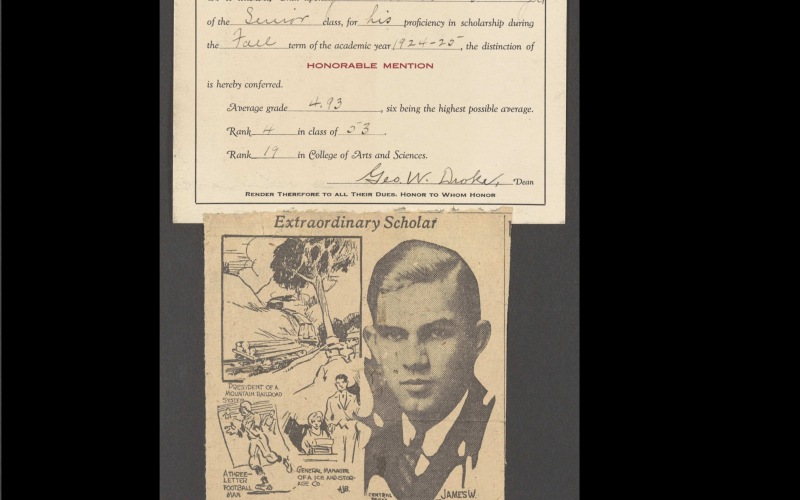 of the Senior class, for his proficiency in scholarship during
the Fall term of the academic year 1924-25, the distinction of
HONORABLE MENTION
is hereby conferred.
Average grade 4.93, six being the highest possible average.
Rank 4 in class of 53.
Rank 19 in College of Arts and Sciences.
Geo. W. Droke, Dean
RENDER THEREFORE TO ALL THEIR DUES. HONOR TO WHOM HONOR
Extraordinary Scholar
PRESIDENT OF A
MOUNTAIN RAILROAD
SYSTEM
A THREE-
LETTER
FOOTBALL
MAN
GENERAL MANAGER
OF A ICE AND STOR-
AGE CO.
CENTRAL
JAMES W.